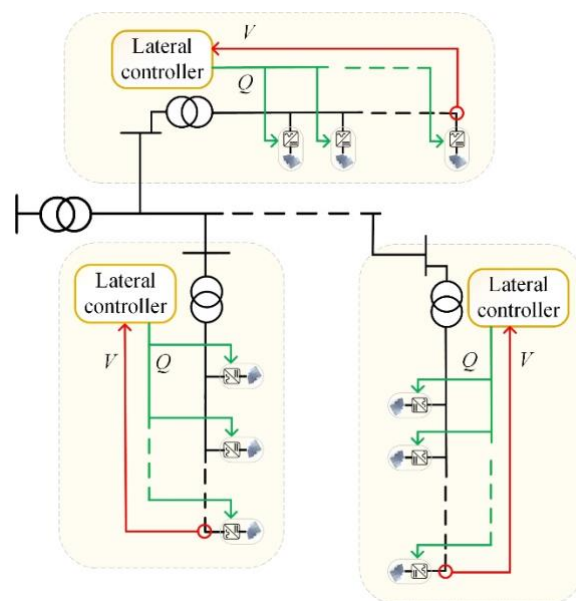 V
Lateral
controller
Q
Lateral
controller
V
Q
Lateral
controller
Q
V